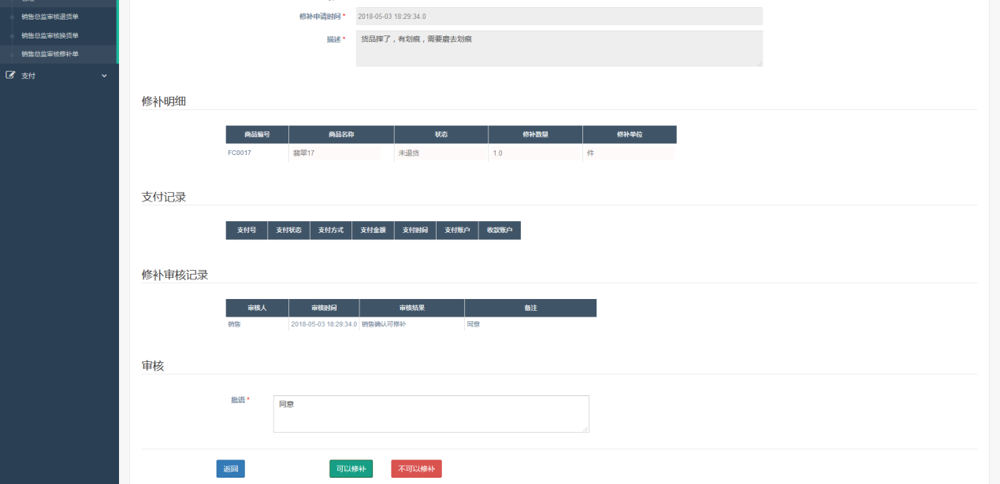 销售总监审核退货单
销售总监审核换货单
销售总监审核修补单
支付
修补申请时间 * 2018-05-03 18:29:34.0
描述 * 货品摔了，有划痕，需要磨去划痕
修补明细
商品编号 商品名称 状态 修补数量 修补单位
FC0017 翡翠17 未退货 1.0 件
支付记录
支付号 支付状态 支付方式 支付金额 支付时间 支付账户 收款账户
修补审核记录
审核人 审核时间 审核结果 备注
销售 2018-05-03 18:29:34.0 销售确认可修补 同意
审核
批语 * 同意
返回 可以修补 不可以修补